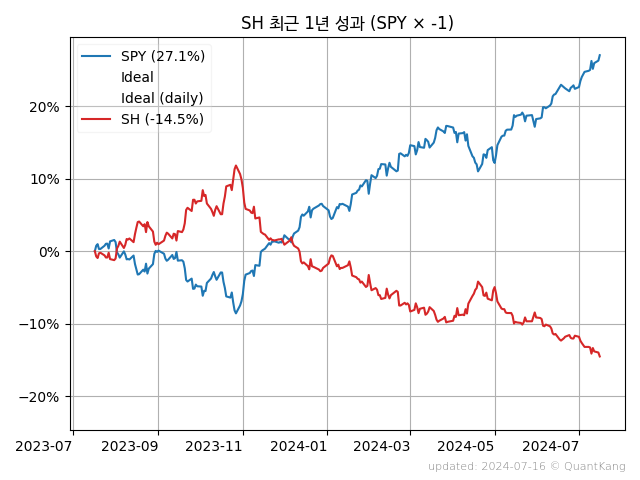 SH 최근 1년 성과 (SPY × -1)
SPY (27.1%)
Ideal
Ideal (daily)
SH (-14.5%)
20%
10%
0%
−10%
−20%
2023-07
2023-09
2023-11
2024-01
2024-03
2024-05
2024-07
updated: 2024-07-16 © QuantKang